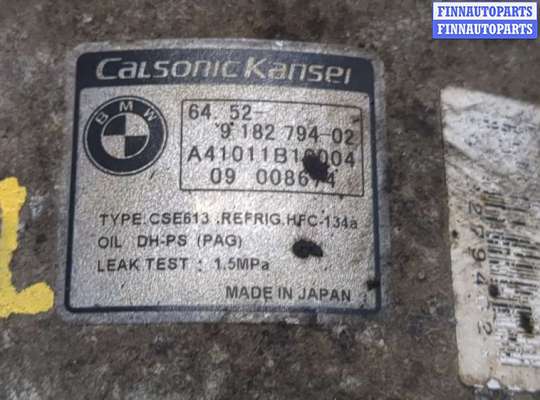 FINNAUTOPARTS
FINNAUTOPARTS
CALSONIC KANSEI
BMW
64 52-
9 182 794-02
A41011B10004
09 008674
TYPE:CSE613 .REFRIG.HFC-134a
OIL DH-PS (PAG)
LEAK TEST : 1.5MPa
MADE IN JAPAN